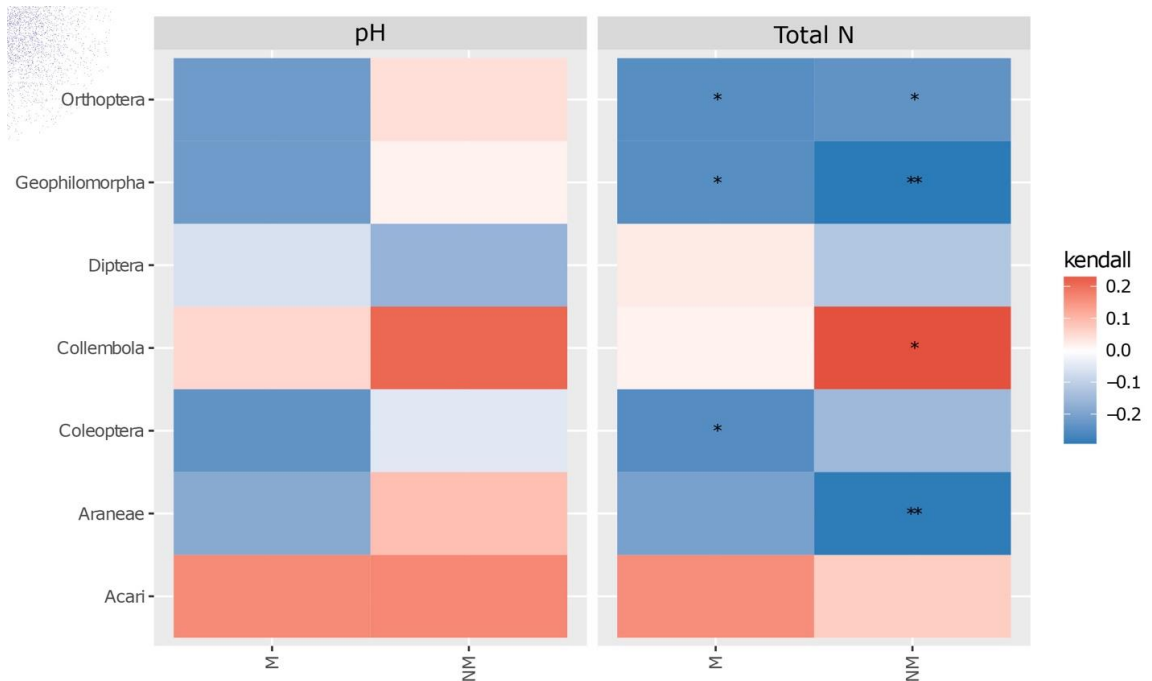 pH
Total N
Orthoptera
*
*
Geophilomorpha
*
**
Diptera
Collembola
*
Coleoptera
*
Araneae
**
Acari
M
NM
M
NM
kendall
0.2
0.1
0.0
−0.1
−0.2